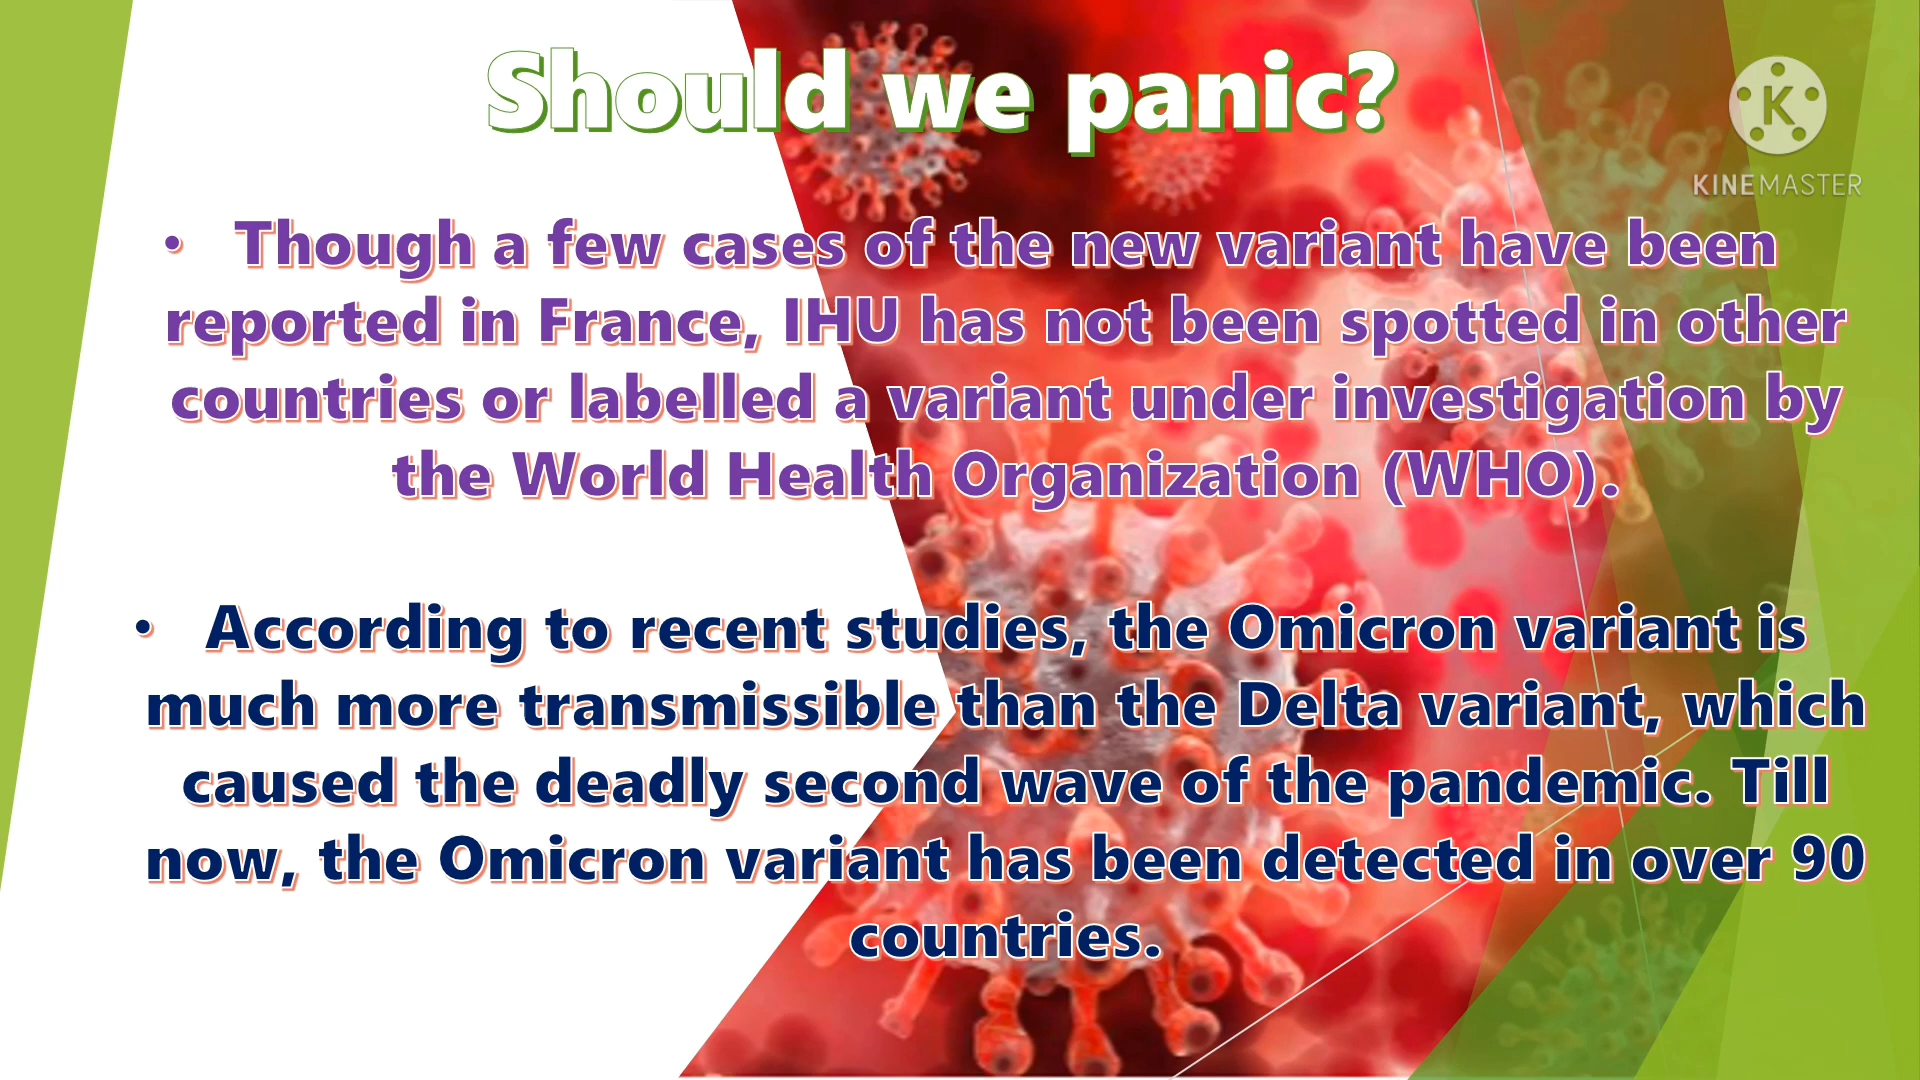 Should we panic?
K
KINEMASTER
• Though a few cases of the new variant have been
reported in France, IHU has not been spotted in other
countries or labelled a variant under investigation by
the World Health Organization (WHO).
• According to recent studies, the Omicron variant is
much more transmissible than the Delta variant, which
caused the deadly second wave of the pandemic. Till
now, the Omicron variant has been detected in over 90
countries.